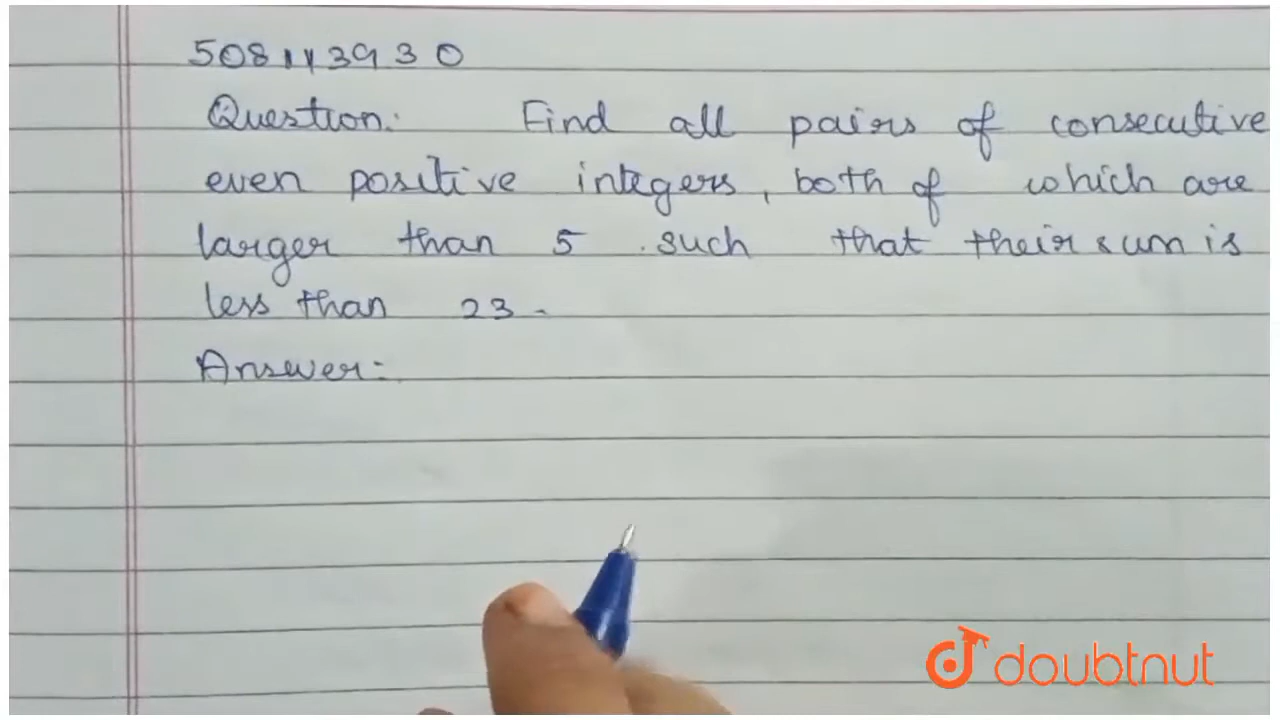 508113930
Question: Find all pairs of consecutive
even positive integers, both of which are
larger than 5 such that their sum is
less than 23.
Answer:
doubtnut